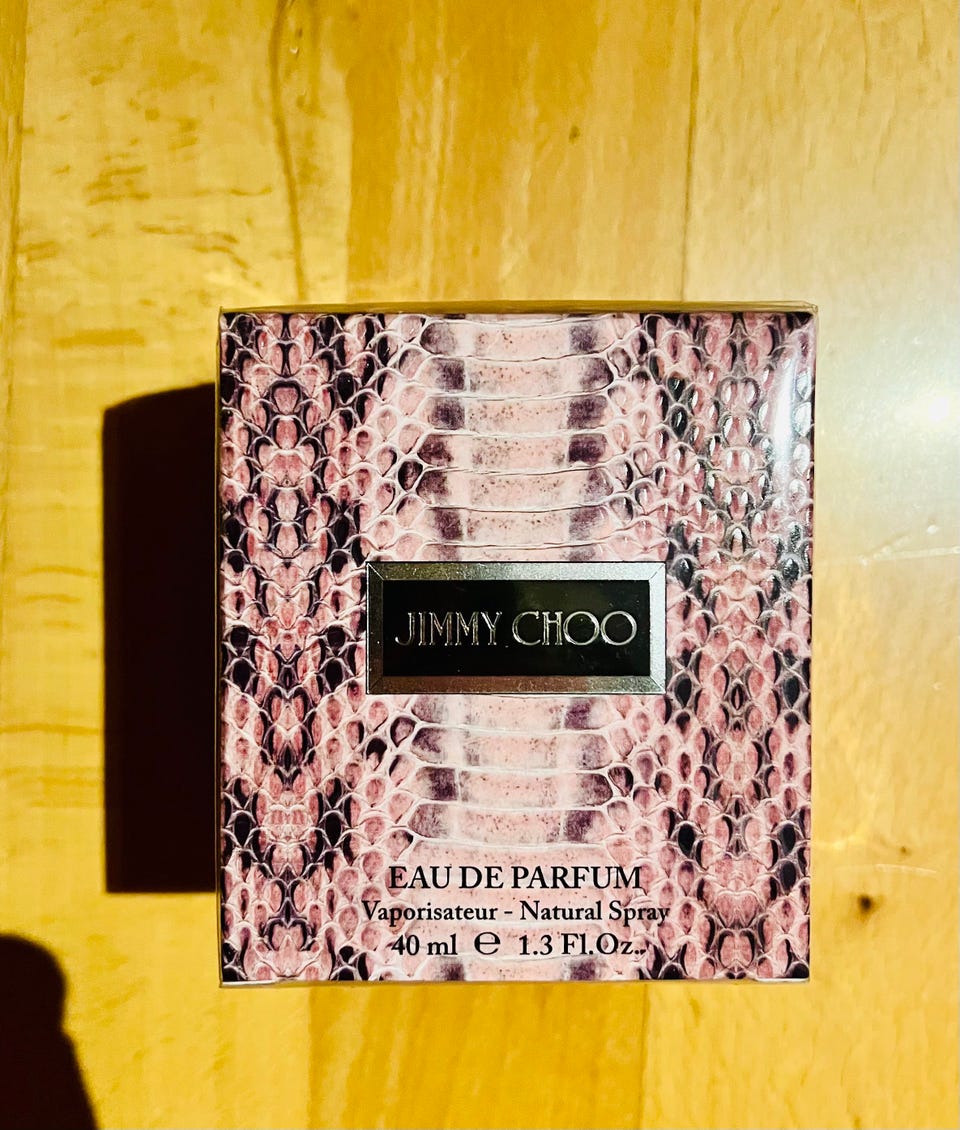 JIMMY CHOO
EAU DE PARFUM
Vaporisateur - Natural Spray
40 ml ℮ 1.3 Fl.Oz.